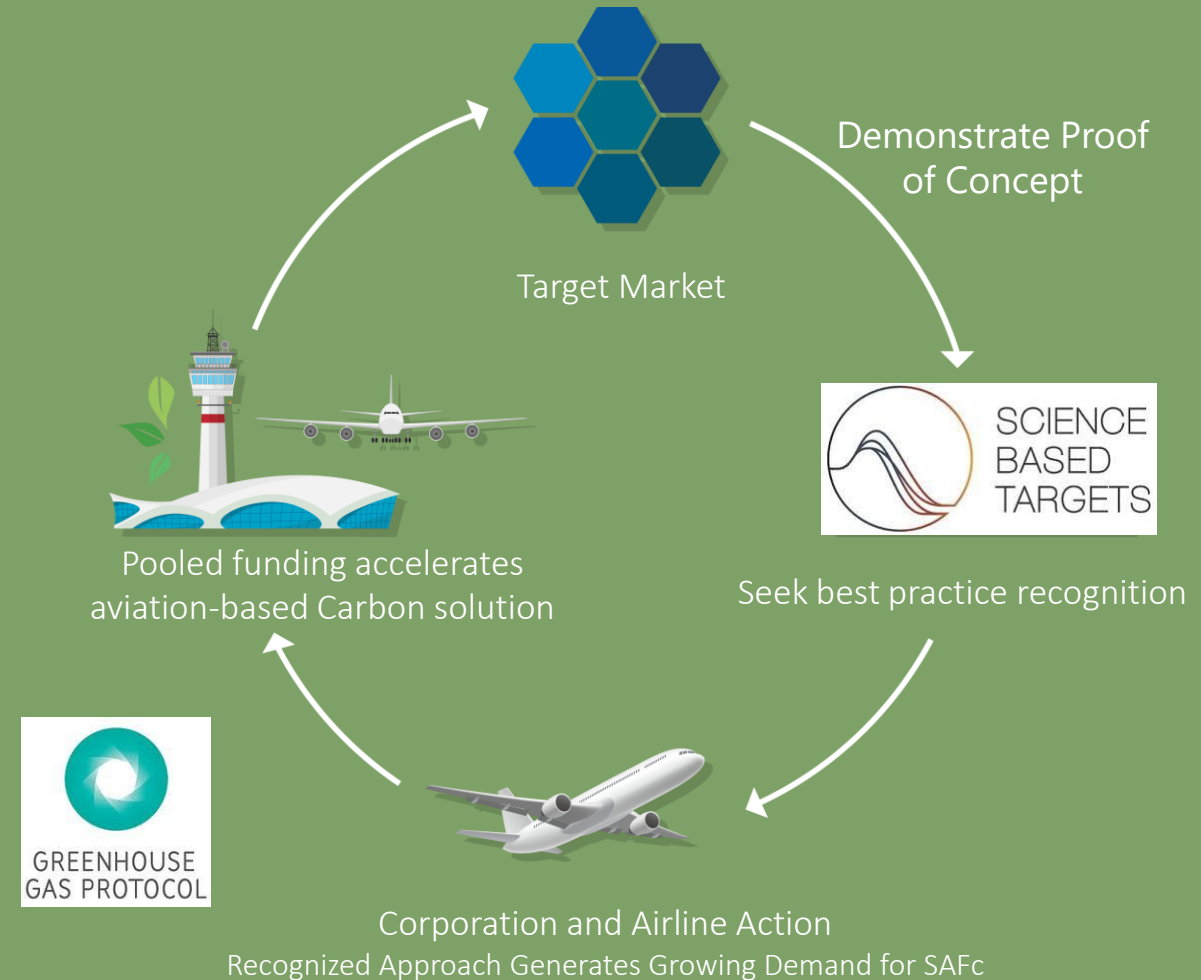 Demonstrate Proof
of Concept
Target Market
SCIENCE
BASED
TARGETS
Seek best practice recognition
Pooled funding accelerates
aviation-based Carbon solution
GREENHOUSE
GAS PROTOCOL
Corporation and Airline Action
Recognized Approach Generates Growing Demand for SAFc